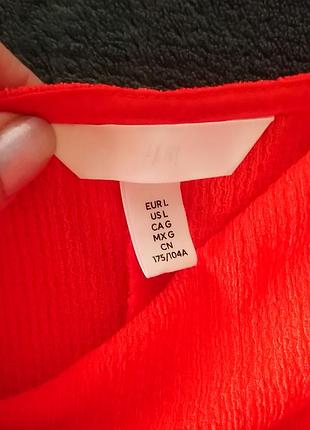 H&M
EUR L
US L
CA G
MX G
CN
175/104A